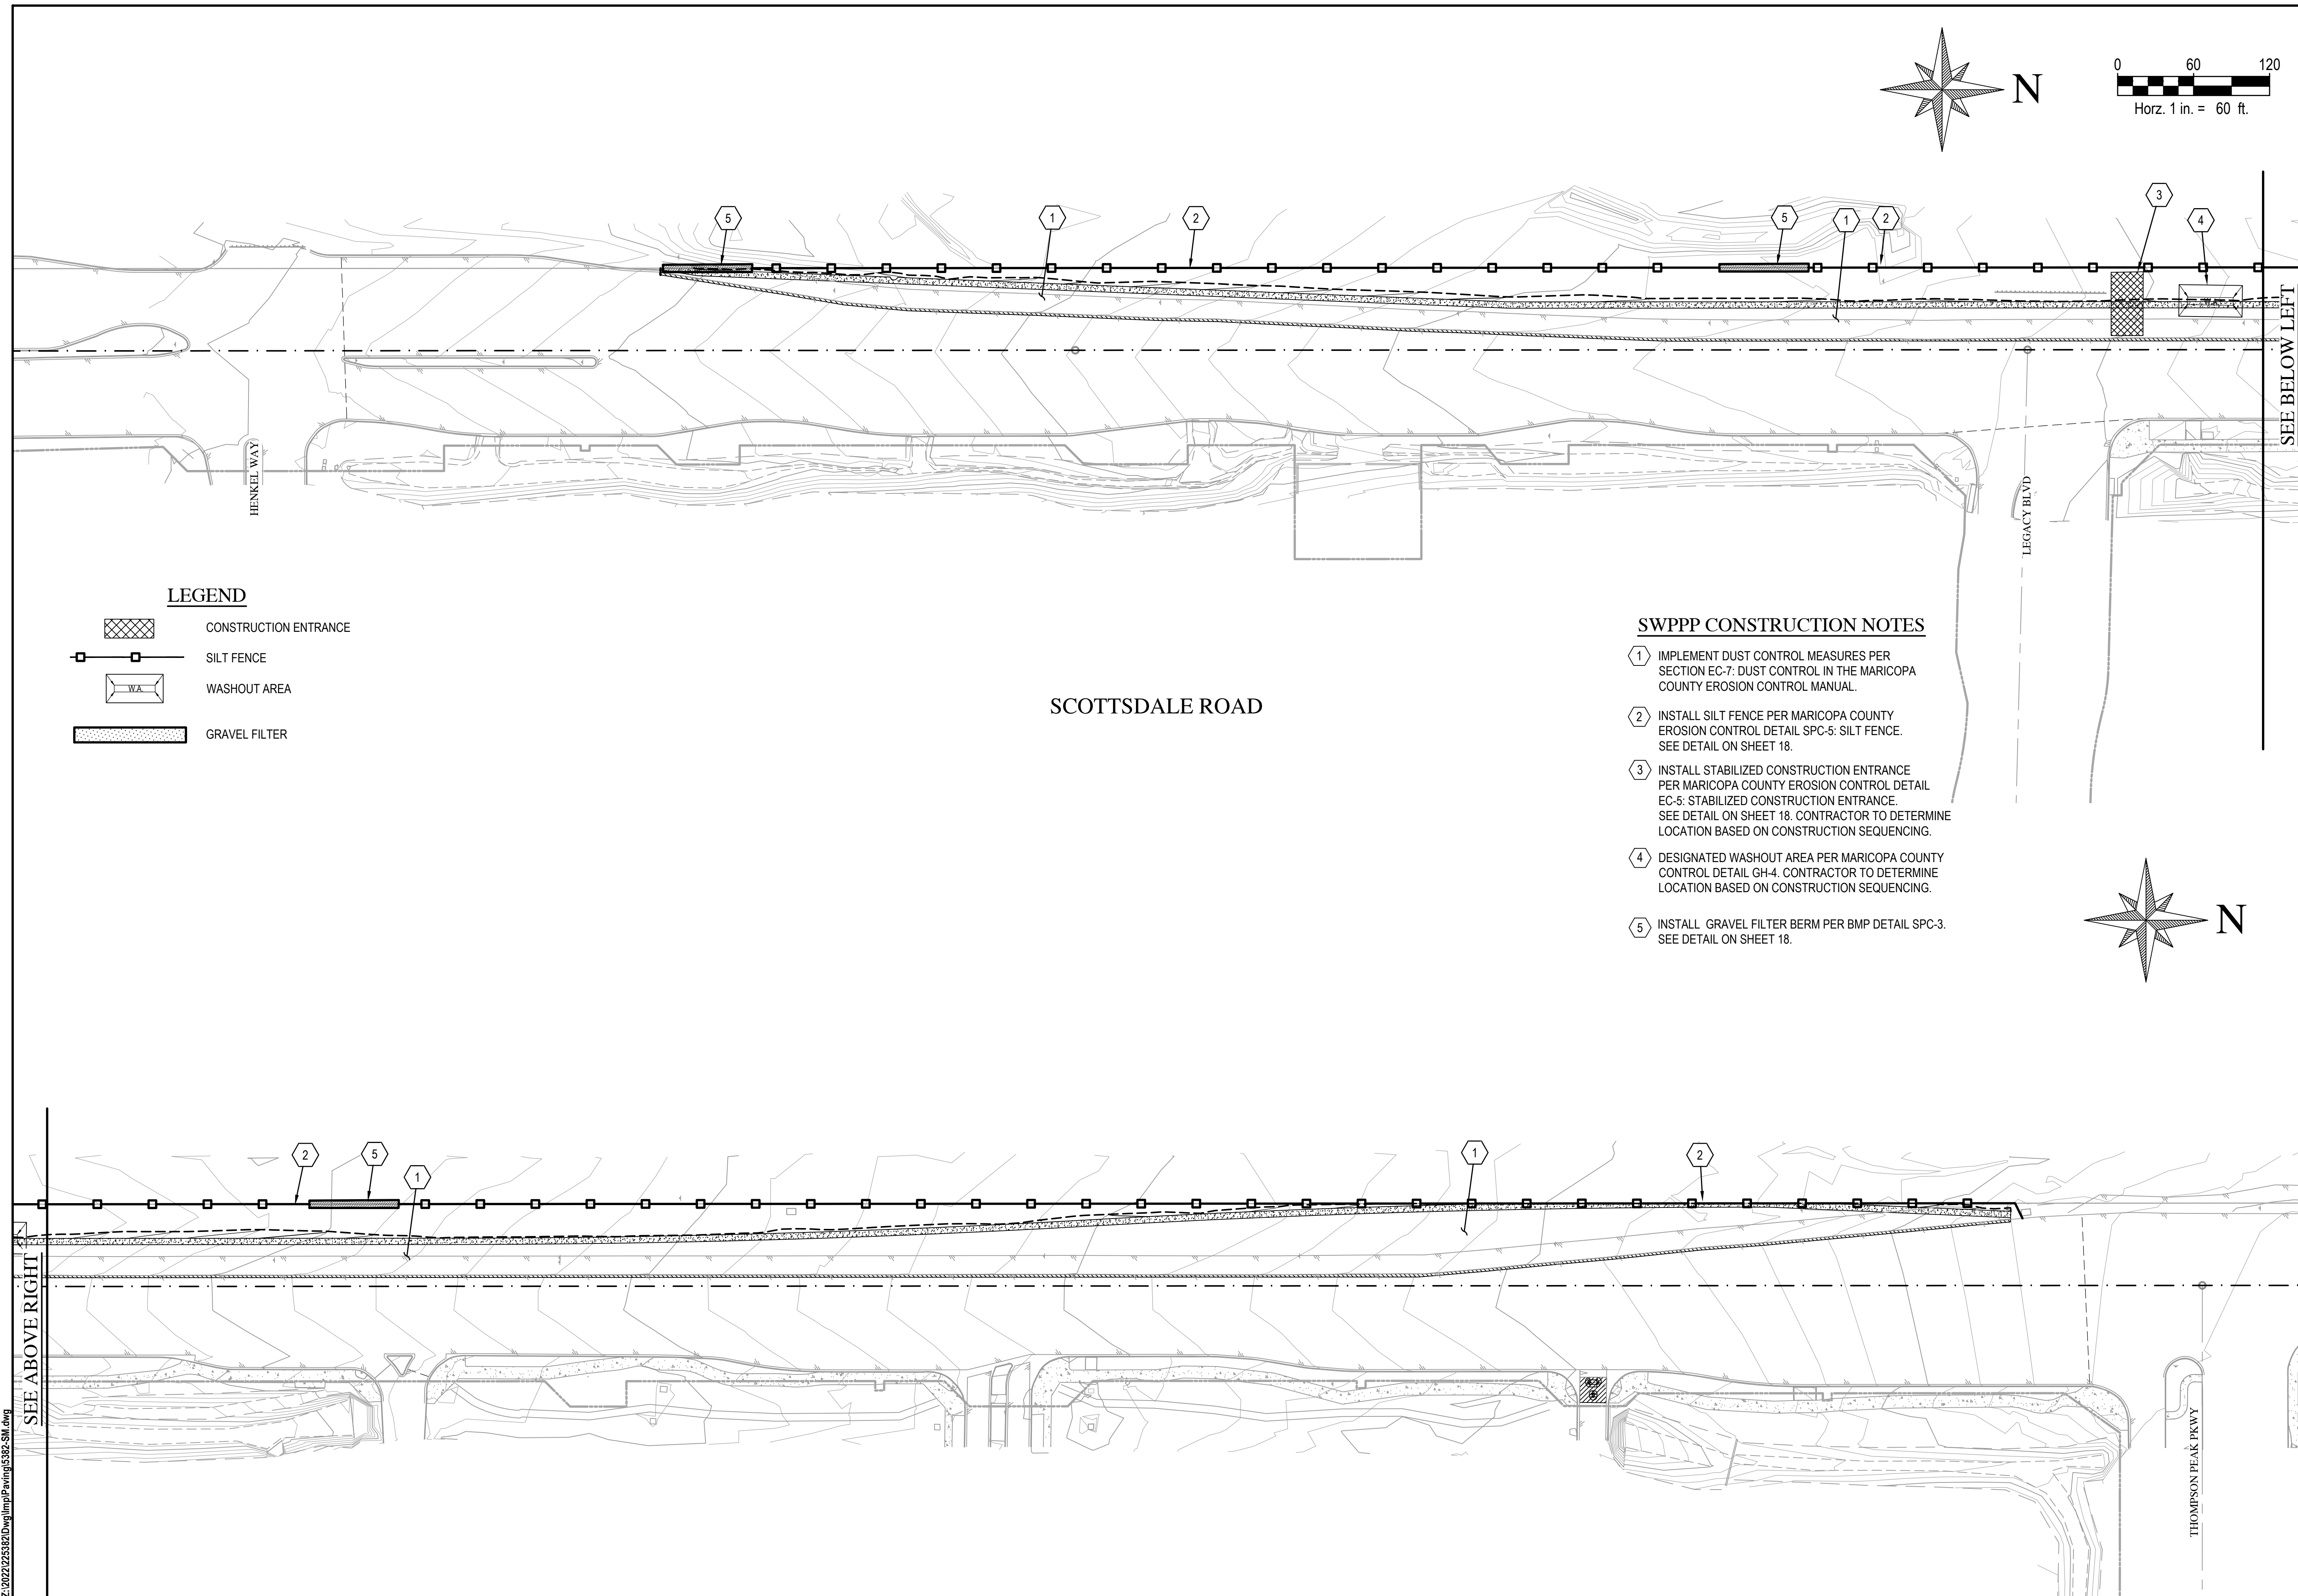 N
0 60 120
Horz. 1 in. = 60 ft.
3
5
1
2
5
1
2
4
SEE BELOW LEFT
W.A.
HENKEL WAY
LEGACY BLVD
LEGEND
CONSTRUCTION ENTRANCE
SILT FENCE
W.A.
WASHOUT AREA
GRAVEL FILTER
SCOTTSDALE ROAD
SWPPP CONSTRUCTION NOTES
1 IMPLEMENT DUST CONTROL MEASURES PER
SECTION EC-7: DUST CONTROL IN THE MARICOPA
COUNTY EROSION CONTROL MANUAL.
2 INSTALL SILT FENCE PER MARICOPA COUNTY
EROSION CONTROL DETAIL SPC-5: SILT FENCE.
SEE DETAIL ON SHEET 18.
3 INSTALL STABILIZED CONSTRUCTION ENTRANCE
PER MARICOPA COUNTY EROSION CONTROL DETAIL
EC-5: STABILIZED CONSTRUCTION ENTRANCE.
SEE DETAIL ON SHEET 18. CONTRACTOR TO DETERMINE
LOCATION BASED ON CONSTRUCTION SEQUENCING.
4 DESIGNATED WASHOUT AREA PER MARICOPA COUNTY
CONTROL DETAIL GH-4. CONTRACTOR TO DETERMINE
LOCATION BASED ON CONSTRUCTION SEQUENCING.
5 INSTALL GRAVEL FILTER BERM PER BMP DETAIL SPC-3.
SEE DETAIL ON SHEET 18.
N
2
5
1
1
2
SEE ABOVE RIGHT
THOMPSON PEAK PKWY
Z:\2022\225382\Dwg\Imp\Paving\5382-SM.dwg